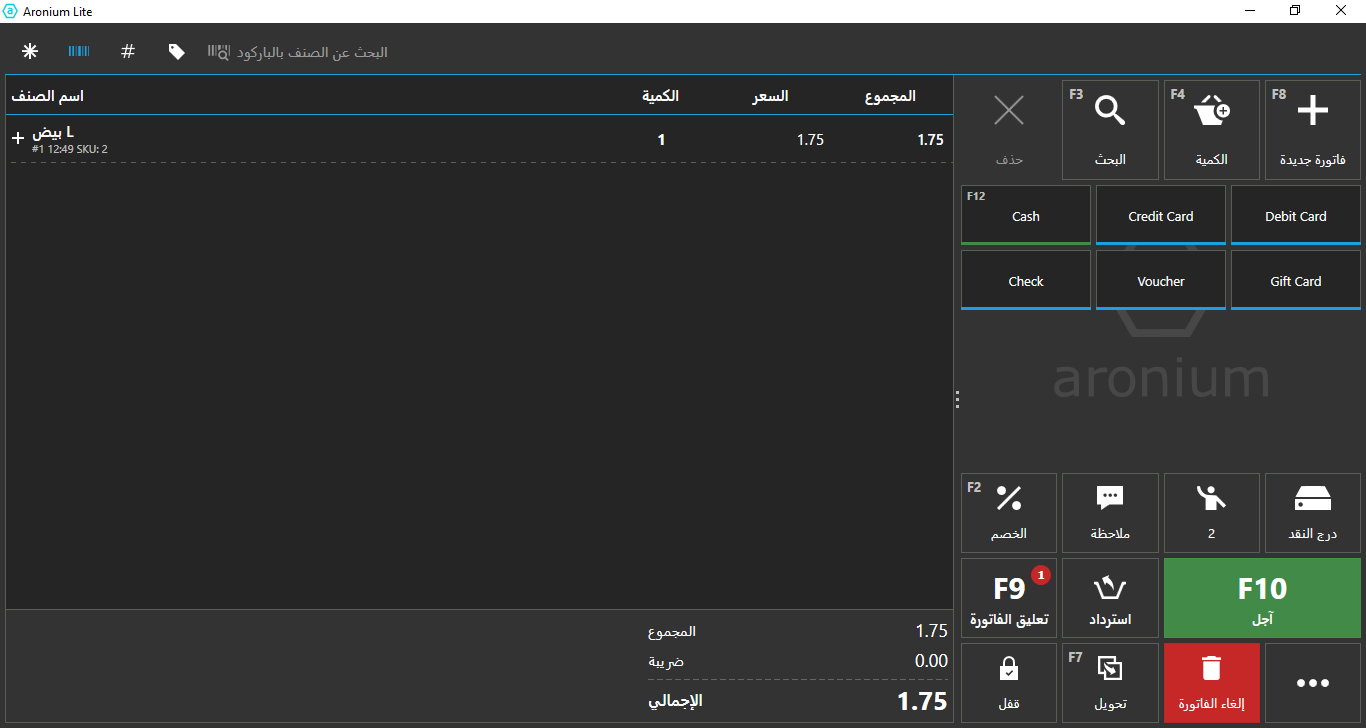 Aronium Lite
البحث عن الصنف بالباركود
اسم الصنف
الكمية
السعر
المجموع
بيض L
1
1.75
1.75
#1 12:49 SKU: 2
المجموع
1.75
ضريبة
0.00
الإجمالي
1.75
حذف
F3
البحث
F4
الكمية
F8
فاتورة جديدة
F12
Cash
Credit Card
Debit Card
Check
Voucher
Gift Card
aronium
F2
الخصم
ملاحظة
2
درج النقد
F9
1
تعليق الفاتورة
استرداد
F10
آجل
قفل
F7
تحويل
إلغاء الفاتورة